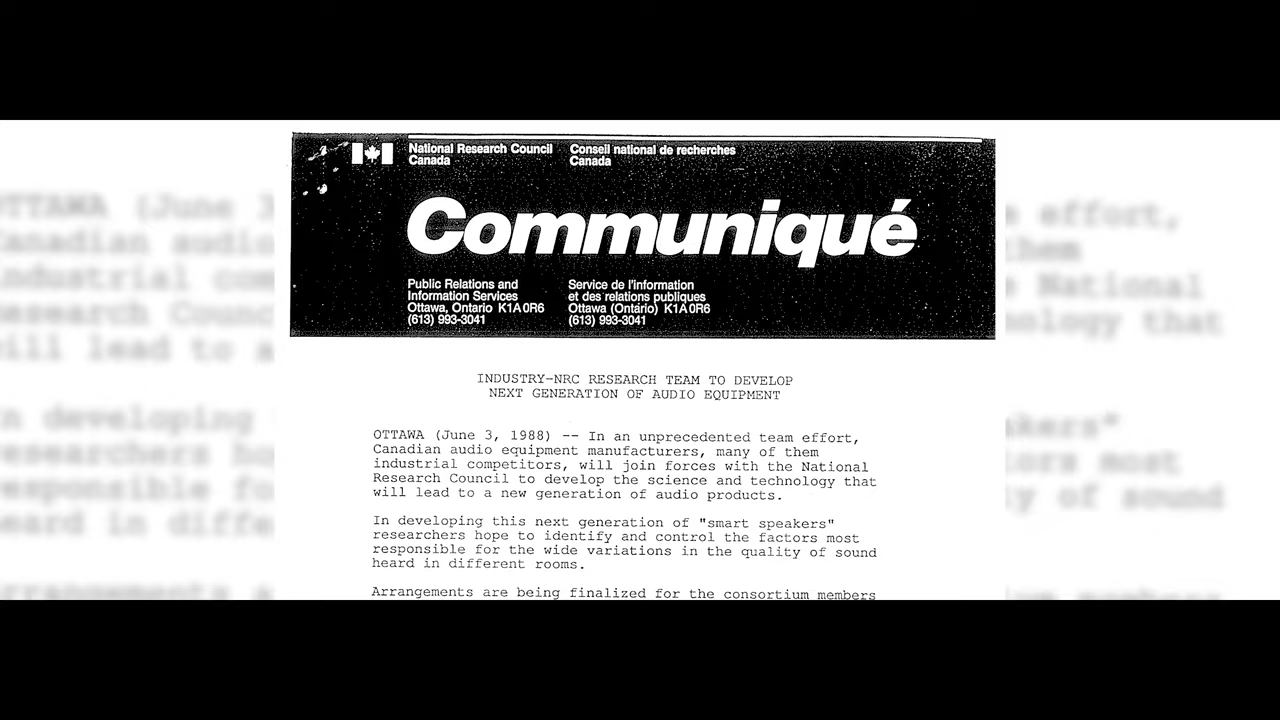 National Research Council Canada
Conseil national de recherches Canada
Communiqué
Public Relations and
Information Services
Ottawa, Ontario K1A 0R6
(613) 993-3041
Service de l'information
et des relations publiques
Ottawa (Ontario) K1A 0R6
(613) 993-3041
INDUSTRY-NRC RESEARCH TEAM TO DEVELOP
NEXT GENERATION OF AUDIO EQUIPMENT
OTTAWA (June 3, 1988) -- In an unprecedented team effort,
Canadian audio equipment manufacturers, many of them
industrial competitors, will join forces with the National
Research Council to develop the science and technology that
will lead to a new generation of audio products.
In developing this next generation of "smart speakers"
researchers hope to identify and control the factors most
responsible for the wide variations in the quality of sound
heard in different rooms.
Arrangements are being finalized for the consortium members